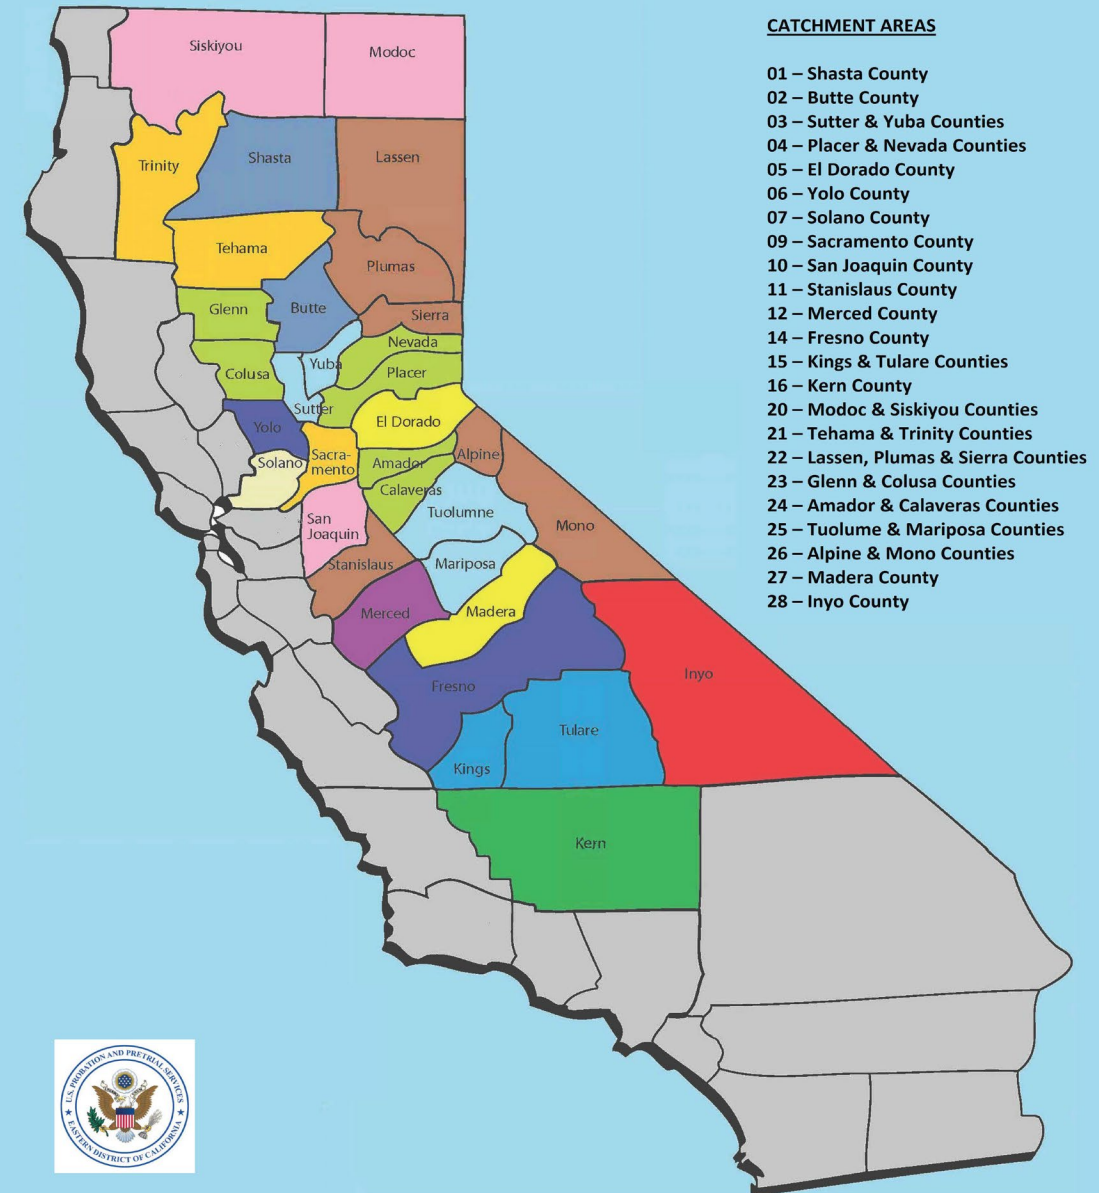 CATCHMENT AREAS
01 – Shasta County
02 – Butte County
03 – Sutter & Yuba Counties
04 – Placer & Nevada Counties
05 – El Dorado County
06 – Yolo County
07 – Solano County
09 – Sacramento County
10 – San Joaquin County
11 – Stanislaus County
12 – Merced County
14 – Fresno County
15 – Kings & Tulare Counties
16 – Kern County
20 – Modoc & Siskiyou Counties
21 – Tehama & Trinity Counties
22 – Lassen, Plumas & Sierra Counties
23 – Glenn & Colusa Counties
24 – Amador & Calaveras Counties
25 – Tuolume & Mariposa Counties
26 – Alpine & Mono Counties
27 – Madera County
28 – Inyo County
Siskiyou
Modoc
Trinity
Shasta
Lassen
Tehama
Plumas
Glenn
Butte
Sierra
Nevada
Yuba
Colusa
Placer
Sutter
El Dorado
Yolo
Solano
Sacra-
mento
Amador
Alpine
Calaveras
Tuolumne
San
Joaquin
Mono
Stanislaus
Mariposa
Merced
Madera
Fresno
Inyo
Tulare
Kings
Kern
U.S. PROBATION AND PRETRIAL SERVICES
EASTERN DISTRICT OF CALIFORNIA